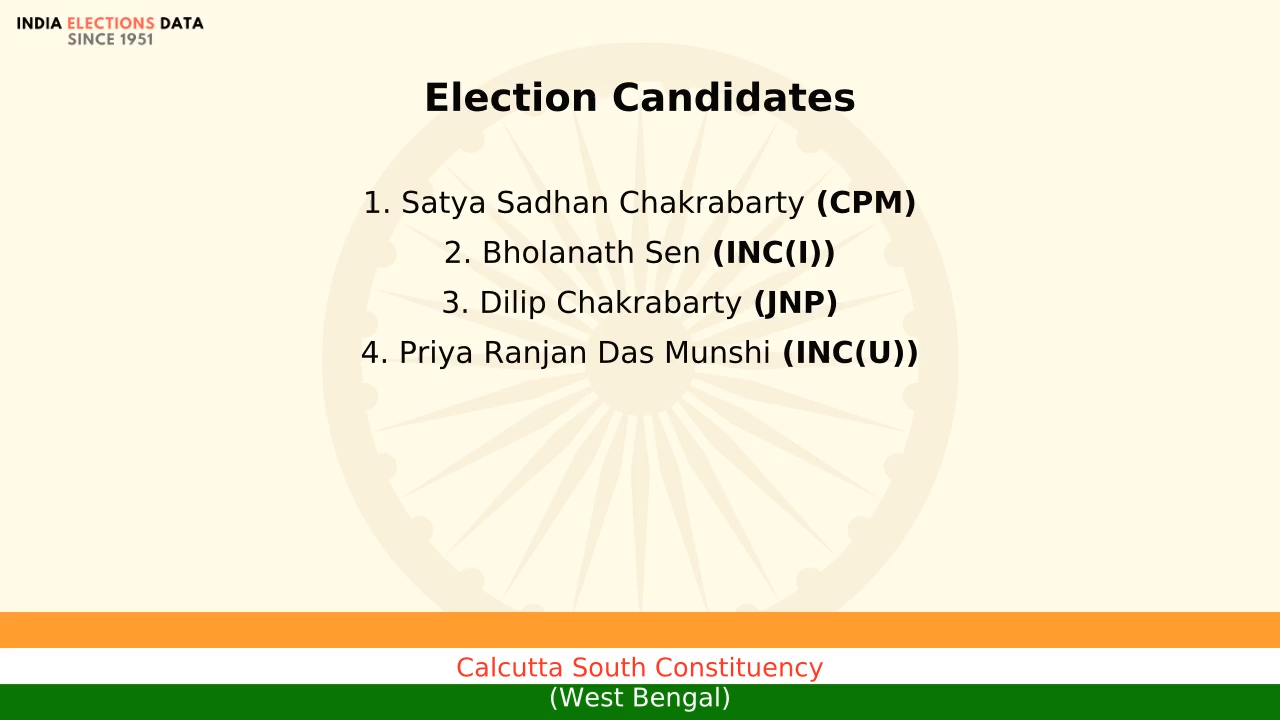 INDIA ELECTIONS DATA
SINCE 1951
Election Candidates
1. Satya Sadhan Chakrabarty (CPM)
2. Bholanath Sen (INC(I))
3. Dilip Chakrabarty (JNP)
4. Priya Ranjan Das Munshi (INC(U))
Calcutta South Constituency
(West Bengal)